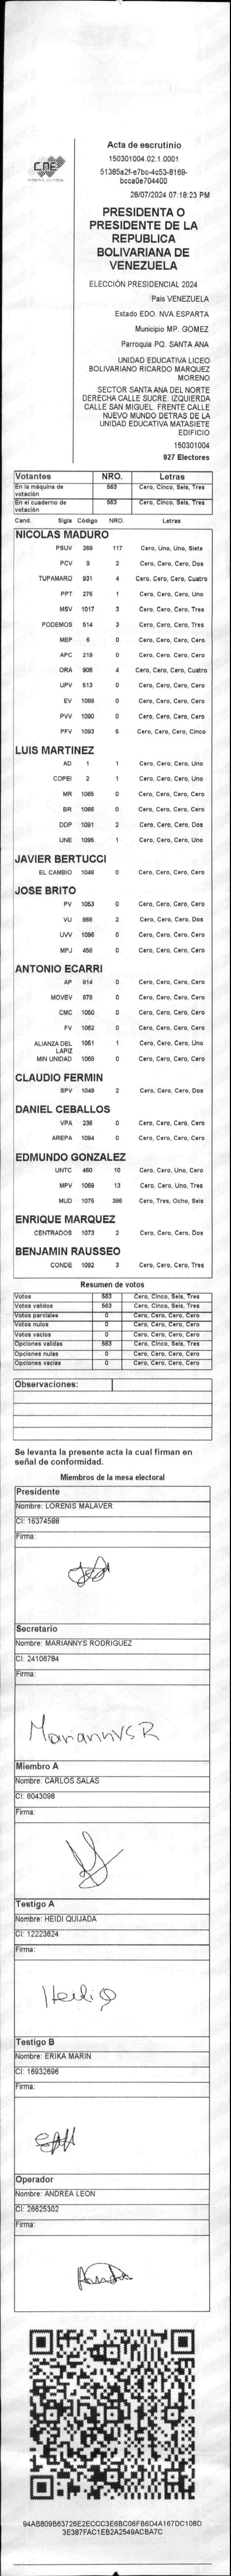 CNE
Acta de escrutinio
150301004.02.1.0001
51385a2f-e7bc-4c53-8169-
bcca0e704400
28/07/2024 07:18:23 PM
PRESIDENTA O
PRESIDENTE DE LA
REPUBLICA
BOLIVARIANA DE
VENEZUELA
ELECCIÓN PRESIDENCIAL 2024
Pais VENEZUELA
Estado EDO. NVA.ESPARTA
Municipio MP. GOMEZ
Parroquia PQ. SANTA ANA
UNIDAD EDUCATIVA LICEO
BOLIVARIANO RICARDO MARQUEZ
MORENO
SECTOR SANTA ANA DEL NORTE
DERECHA CALLE SUCRE. IZQUIERDA
CALLE SAN MIGUEL. FRENTE CALLE
NUEVO MUNDO DETRAS DE LA
UNIDAD EDUCATIVA MATASIETE
EDIFICIO
150301004
927 Electores
Votantes NRO. Letras
En la máquina de votación 563 Cero, Cinco, Seis, Tres
En el cuaderno de votación 563 Cero, Cinco, Seis, Tres
Cand. Sigla Código NRO. Letras
NICOLAS MADURO
PSUV 269 117 Cero, Uno, Uno, Siete
PCV 9 2 Cero, Cero, Cero, Dos
TUPAMARO 931 4 Cero, Cero, Cero, Cuatro
PPT 276 1 Cero, Cero, Cero, Uno
MSV 1017 3 Cero, Cero, Cero, Tres
PODEMOS 514 3 Cero, Cero, Cero, Tres
MEP 6 0 Cero, Cero, Cero, Cero
APC 219 0 Cero, Cero, Cero, Cero
ORA 906 4 Cero, Cero, Cero, Cuatro
UPV 513 0 Cero, Cero, Cero, Cero
EV 1089 0 Cero, Cero, Cero, Cero
PVV 1090 0 Cero, Cero, Cero, Cero
PFV 1093 5 Cero, Cero, Cero, Cinco
LUIS MARTINEZ
AD 1 1 Cero, Cero, Cero, Uno
COPEI 2 1 Cero, Cero, Cero, Uno
MR 1065 0 Cero, Cero, Cero, Cero
BR 1066 0 Cero, Cero, Cero, Cero
DDP 1091 2 Cero, Cero, Cero, Dos
UNE 1095 1 Cero, Cero, Cero, Uno
JAVIER BERTUCCI
EL CAMBIO 1048 0 Cero, Cero, Cero, Cero
JOSE BRITO
PV 1053 0 Cero, Cero, Cero, Cero
VU 868 2 Cero, Cero, Cero, Dos
UVV 1096 0 Cero, Cero, Cero, Cero
MPJ 458 0 Cero, Cero, Cero, Cero
ANTONIO ECARRI
AP 814 0 Cero, Cero, Cero, Cero
MOVEV 878 0 Cero, Cero, Cero, Cero
CMC 1050 0 Cero, Cero, Cero, Cero
FV 1062 0 Cero, Cero, Cero, Cero
ALIANZA DEL LAPIZ 1051 1 Cero, Cero, Cero, Uno
MIN UNIDAD 1068 0 Cero, Cero, Cero, Cero
CLAUDIO FERMIN
SPV 1049 2 Cero, Cero, Cero, Dos
DANIEL CEBALLOS
VPA 236 0 Cero, Cero, Cero, Cero
AREPA 1094 0 Cero, Cero, Cero, Cero
EDMUNDO GONZALEZ
UNTC 460 10 Cero, Cero, Uno, Cero
MPV 1069 13 Cero, Cero, Uno, Tres
MUD 1075 386 Cero, Tres, Ocho, Seis
ENRIQUE MARQUEZ
CENTRADOS 1073 2 Cero, Cero, Cero, Dos
BENJAMIN RAUSSEO
CONDE 1092 3 Cero, Cero, Cero, Tres
Resumen de votos
Votos 563 Cero, Cinco, Seis, Tres
Votos validos 563 Cero, Cinco, Seis, Tres
Votos parciales 0 Cero, Cero, Cero, Cero
Votos nulos 0 Cero, Cero, Cero, Cero
Votos vacios 0 Cero, Cero, Cero, Cero
Opciones validas 563 Cero, Cinco, Seis, Tres
Opciones nulas 0 Cero, Cero, Cero, Cero
Opciones vacias 0 Cero, Cero, Cero, Cero
Observaciones:
Se levanta la presente acta la cual firman en
señal de conformidad.
Miembros de la mesa electoral
Presidente
Nombre: LORENIS MALAVER
CI: 16374588
Firma:
Secretario
Nombre: MARIANNYS RODRIGUEZ
CI: 24106784
Firma:
MariannysR
Miembro A
Nombre: CARLOS SALAS
CI: 6043098
Firma:
Testigo A
Nombre: HEIDI QUIJADA
CI: 12223624
Firma:
Testigo B
Nombre: ERIKA MARIN
CI: 16932696
Firma:
Operador
Nombre: ANDREA LEON
CI: 26625302
Firma:
94AB809B63726E2ECCC3E6BC06FB6D4A167DC108D
3E387FAC1EB2A2549ACBA7C